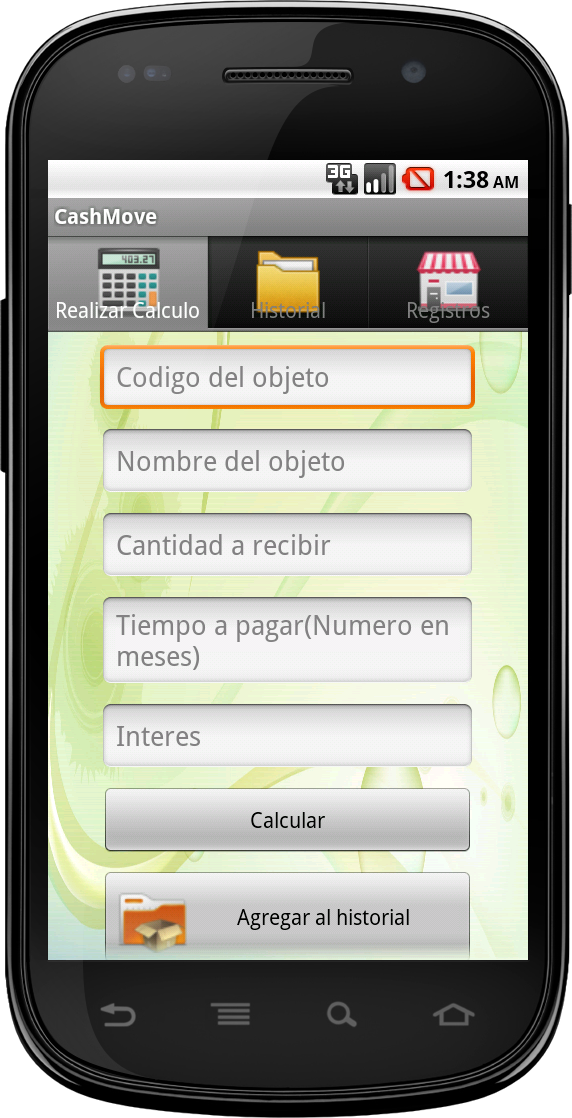 3G 1:38 AM
CashMove
403.27
Realizar Calculo Historial Registros
Codigo del objeto
Nombre del objeto
Cantidad a recibir
Tiempo a pagar(Numero en
meses)
Interes
Calcular
Agregar al historial